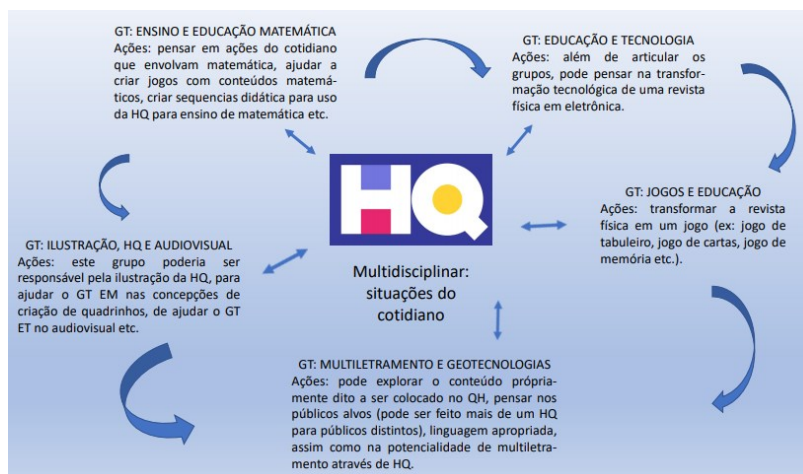 GT: ENSINO E EDUCAÇÃO MATEMÁTICA
Ações: pensar em ações do cotidiano
que envolvam matemática, ajudar a
criar jogos com conteúdos matemá-
ticos, criar sequencias didática para uso
da HQ para ensino de matemática etc.
GT: EDUCAÇÃO E TECNOLOGIA
Ações: além de articular os
grupos, pode pensar na transfor-
mação tecnológica de uma revista
física em eletrônica.
HQ
Multidisciplinar:
situações do
cotidiano
GT: JOGOS E EDUCAÇÃO
Ações: transformar a revista
física em um jogo (ex: jogo de
tabuleiro, jogo de cartas, jogo de
memória etc.).
GT: ILUSTRAÇÃO, HQ E AUDIOVISUAL
Ações: este grupo poderia ser
responsável pela ilustração da HQ, para
ajudar o GT EM nas concepções de
criação de quadrinhos, de ajudar o GT
ET no audiovisual etc.
GT: MULTILETRAMENTO E GEOTECNOLOGIAS
Ações: pode explorar o conteúdo própria-
mente dito a ser colocado no QH, pensar nos
públicos alvos (pode ser feito mais de um HQ
para públicos distintos), linguagem apropriada,
assim como na potencialidade de multiletra-
mento através de HQ.